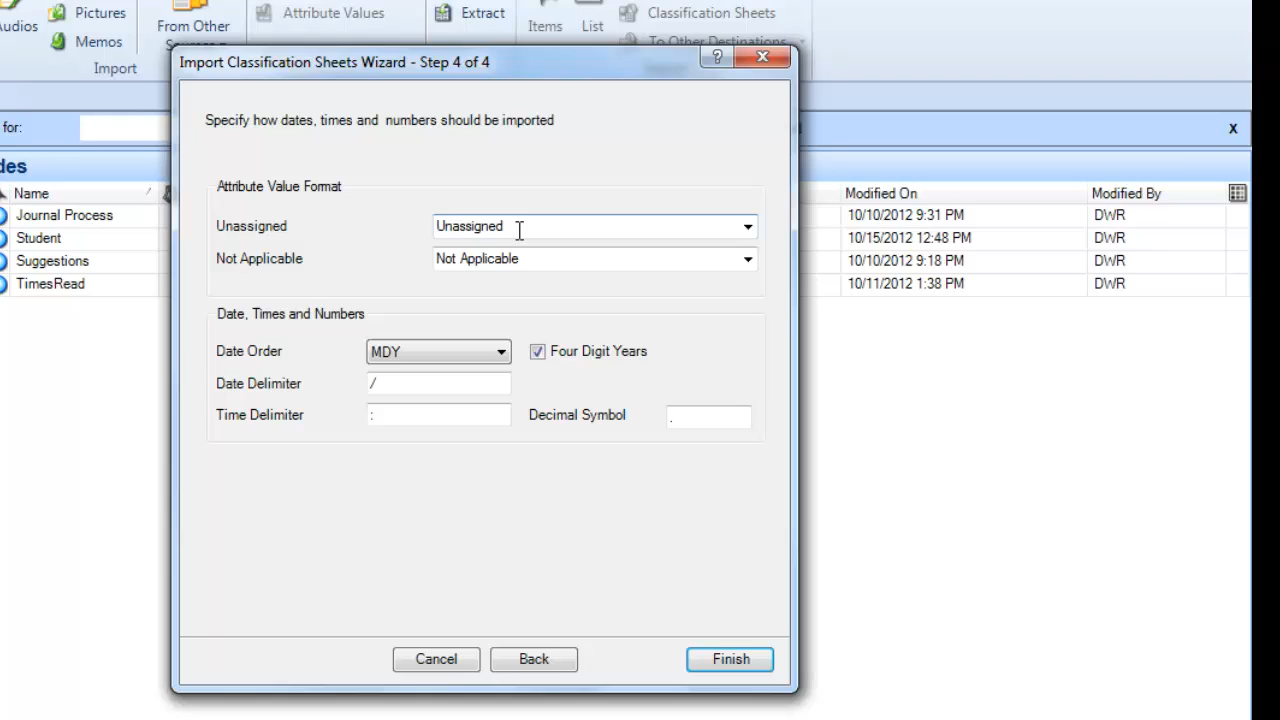 Pictures
Memos
Import
From Other
Attribute Values
Extract
Items
List
Classification Sheets
To Other Destinations
Import Classification Sheets Wizard - Step 4 of 4
?
Specify how dates, times and numbers should be imported
Attribute Value Format
Unassigned Unassigned
Not Applicable Not Applicable
Date, Times and Numbers
Date Order MDY Four Digit Years
Date Delimiter /
Time Delimiter : Decimal Symbol .
Cancel Back Finish
for:
X
des
Name Modified On Modified By
Journal Process 10/10/2012 9:31 PM DWR
Student 10/15/2012 12:48 PM DWR
Suggestions 10/10/2012 9:18 PM DWR
TimesRead 10/11/2012 1:38 PM DWR